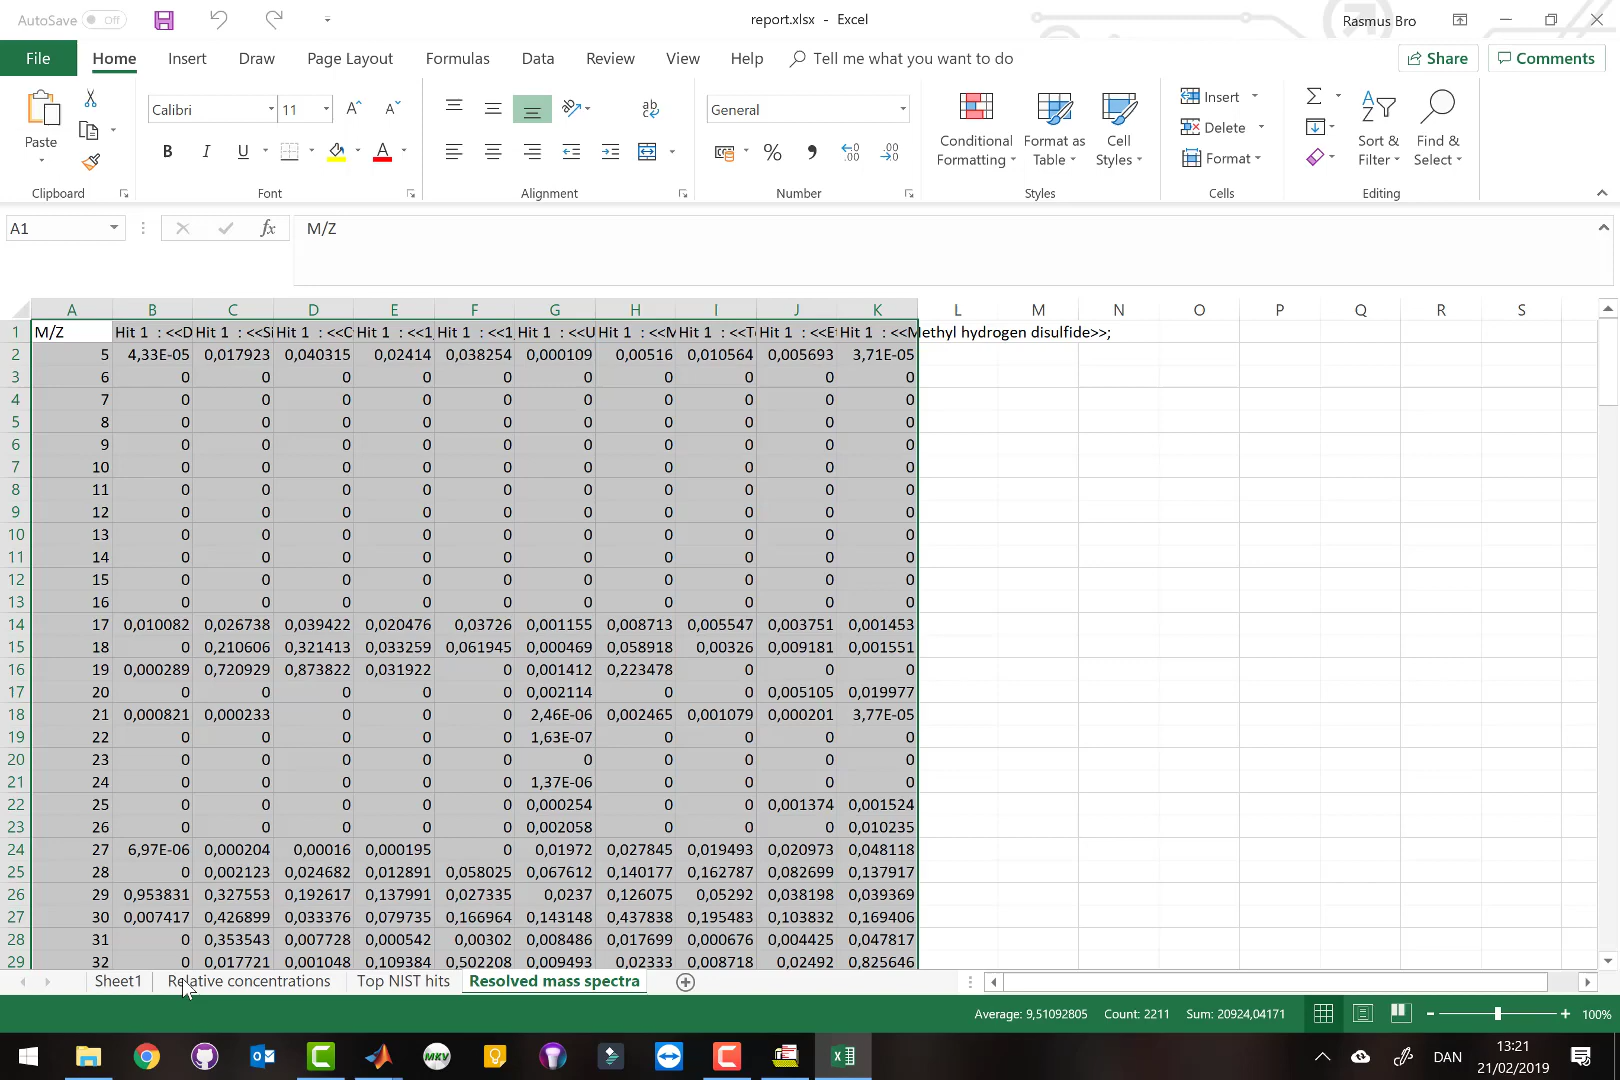 AutoSave Off
report.xlsx - Excel
Rasmus Bro
File Home Insert Draw Page Layout Formulas Data Review View Help Tell me what you want to do Share Comments
Paste
Clipboard
Calibri 11
B I U A
Font
ab
Alignment
General
% , ,00 ,00
Number
Conditional Formatting
Format as Table
Cell Styles
Styles
Insert
Delete
Format
Cells
Sort & Filter
Find & Select
Editing
A1 fx M/Z
A B C D E F G H I J K L M N O P Q R S
1 M/Z Hit 1 : <<D Hit 1 : <<Si Hit 1 : <<C Hit 1 : <<1 Hit 1 : <<1 Hit 1 : <<U Hit 1 : <<M Hit 1 : <<T Hit 1 : <<E Hit 1 : <<Methyl hydrogen disulfide>>;
2 5 4,33E-05 0,017923 0,040315 0,02414 0,038254 0,000109 0,00516 0,010564 0,005693 3,71E-05
3 6 0 0 0 0 0 0 0 0 0 0
4 7 0 0 0 0 0 0 0 0 0 0
5 8 0 0 0 0 0 0 0 0 0 0
6 9 0 0 0 0 0 0 0 0 0 0
7 10 0 0 0 0 0 0 0 0 0 0
8 11 0 0 0 0 0 0 0 0 0 0
9 12 0 0 0 0 0 0 0 0 0 0
10 13 0 0 0 0 0 0 0 0 0 0
11 14 0 0 0 0 0 0 0 0 0 0
12 15 0 0 0 0 0 0 0 0 0 0
13 16 0 0 0 0 0 0 0 0 0 0
14 17 0,010082 0,026738 0,039422 0,020476 0,03726 0,001155 0,008713 0,005547 0,003751 0,001453
15 18 0 0,210606 0,321413 0,033259 0,061945 0,000469 0,058918 0,00326 0,009181 0,001551
16 19 0,000289 0,720929 0,873822 0,031922 0 0,001412 0,223478 0 0 0
17 20 0 0 0 0 0 0,002114 0 0 0,005105 0,019977
18 21 0,000821 0,000233 0 0 0 2,46E-06 0,002465 0,001079 0,000201 3,77E-05
19 22 0 0 0 0 0 1,63E-07 0 0 0 0
20 23 0 0 0 0 0 0 0 0 0 0
21 24 0 0 0 0 0 1,37E-06 0 0 0 0
22 25 0 0 0 0 0 0,000254 0 0 0,001374 0,001524
23 26 0 0 0 0 0 0,002058 0 0 0 0,010235
24 27 6,97E-06 0,000204 0,00016 0,000195 0 0,01972 0,027845 0,019493 0,020973 0,048118
25 28 0 0,002123 0,024682 0,012891 0,058025 0,067612 0,140177 0,162787 0,082699 0,137917
26 29 0,953831 0,327553 0,192617 0,137991 0,027335 0,0237 0,126075 0,05292 0,038198 0,039369
27 30 0,007417 0,426899 0,033376 0,079735 0,166964 0,143148 0,437838 0,195483 0,103832 0,169406
28 31 0 0,353543 0,007728 0,000542 0,00302 0,008486 0,017699 0,000676 0,004425 0,047817
29 32 0 0,017721 0,001048 0,109384 0,502208 0,009493 0,02333 0,008718 0,02492 0,825646
Sheet1 Relative concentrations Top NIST hits Resolved mass spectra
Average: 9,51092805 Count: 2211 Sum: 20924,04171 100%
MKV DAN 13:21
21/02/2019